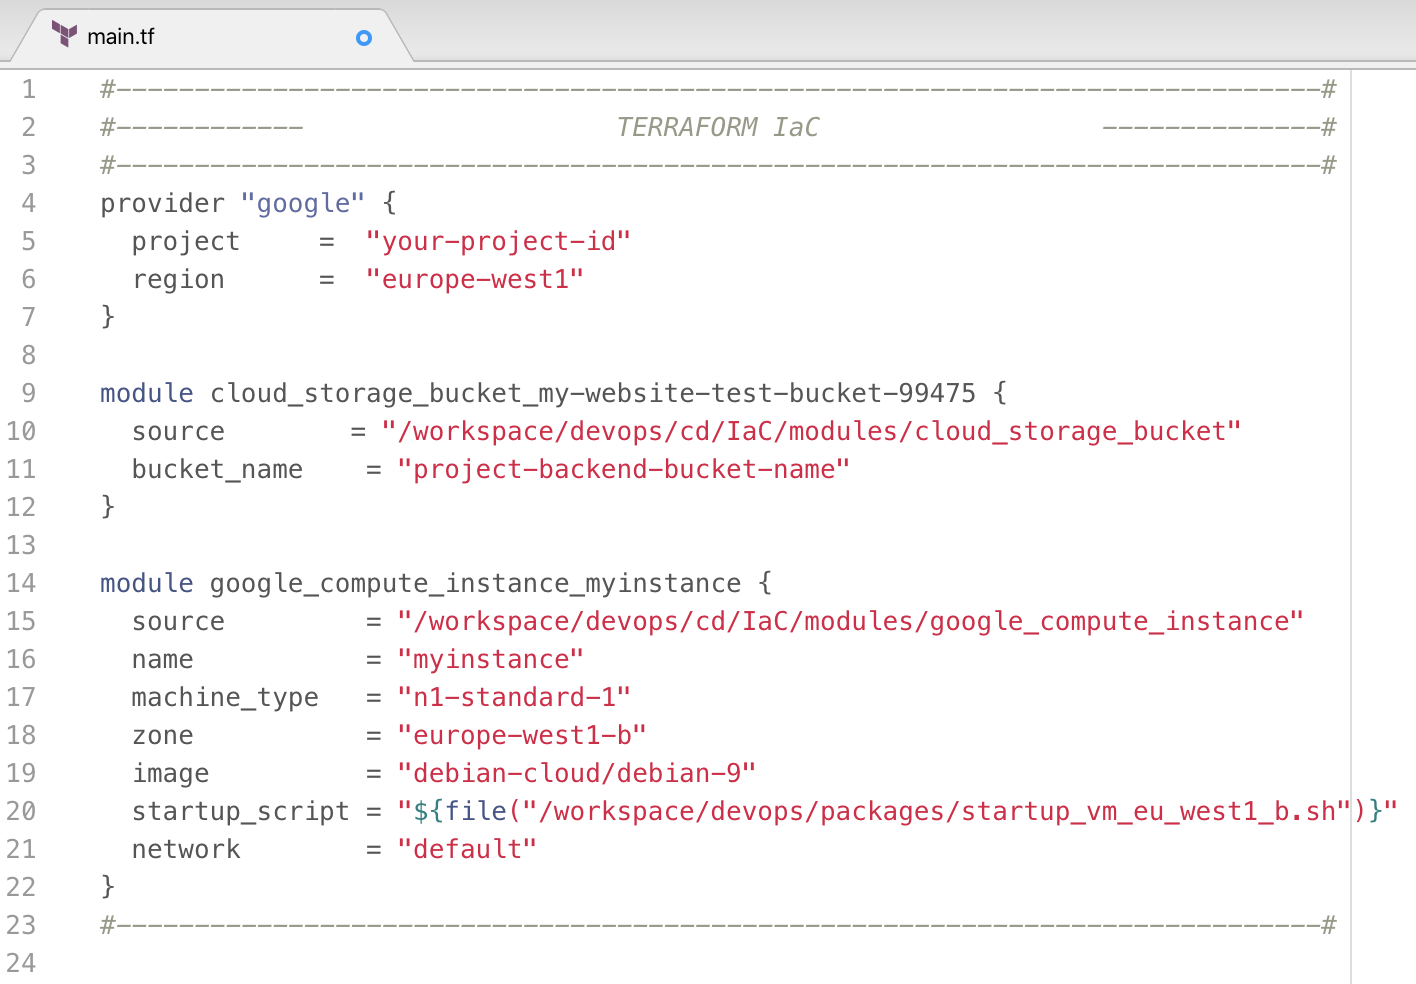 main.tf
1 #-----------------------------------------------------------------------------#
2 #------------ TERRAFORM IaC --------------#
3 #-----------------------------------------------------------------------------#
4 provider "google" {
5   project     =  "your-project-id"
6   region      =  "europe-west1"
7 }
8
9 module cloud_storage_bucket_my-website-test-bucket-99475 {
10   source        = "/workspace/devops/cd/IaC/modules/cloud_storage_bucket"
11   bucket_name    = "project-backend-bucket-name"
12 }
13
14 module google_compute_instance_myinstance {
15   source         = "/workspace/devops/cd/IaC/modules/google_compute_instance"
16   name           = "myinstance"
17   machine_type   = "n1-standard-1"
18   zone           = "europe-west1-b"
19   image          = "debian-cloud/debian-9"
20   startup_script = "${file("/workspace/devops/packages/startup_vm_eu_west1_b.sh")}"
21   network        = "default"
22 }
23 #-----------------------------------------------------------------------------#
24